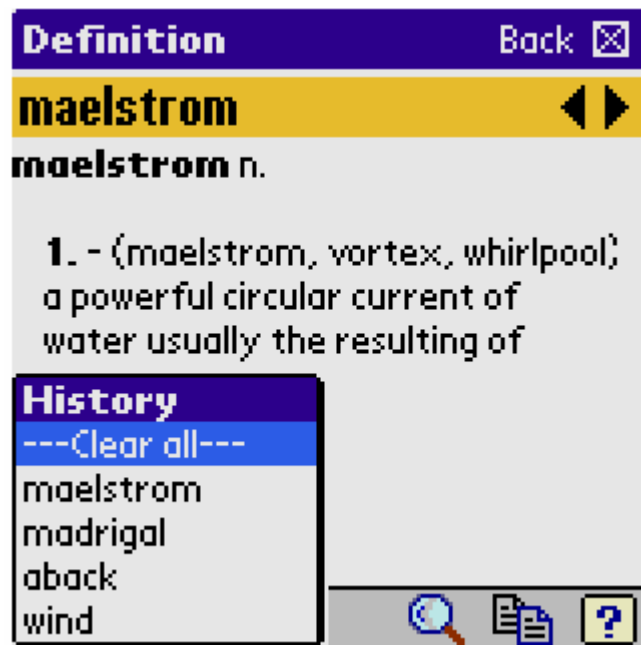 Definition Back
maelstrom
maelstrom n.
1. - (maelstrom, vortex, whirlpool)
a powerful circular current of
water usually the resulting of
History
---Clear all---
maelstrom
madrigal
aback
wind
?